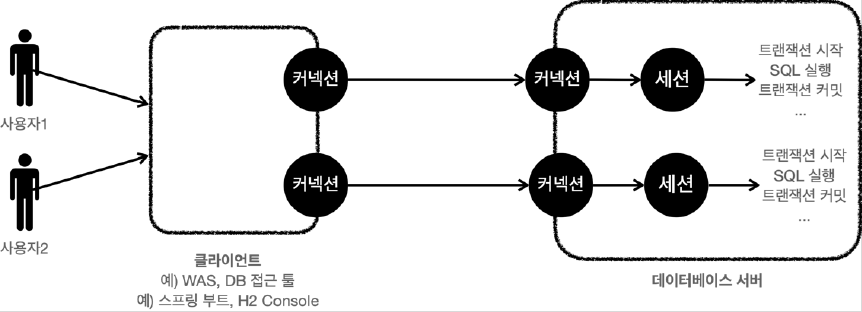 사용자1
사용자2
커넥션
커넥션
클라이언트
예) WAS, DB 접근 툴
예) 스프링 부트, H2 Console
커넥션
세션
트랜잭션 시작
SQL 실행
트랜잭션 커밋
...
커넥션
세션
트랜잭션 시작
SQL 실행
트랜잭션 커밋
...
데이터베이스 서버